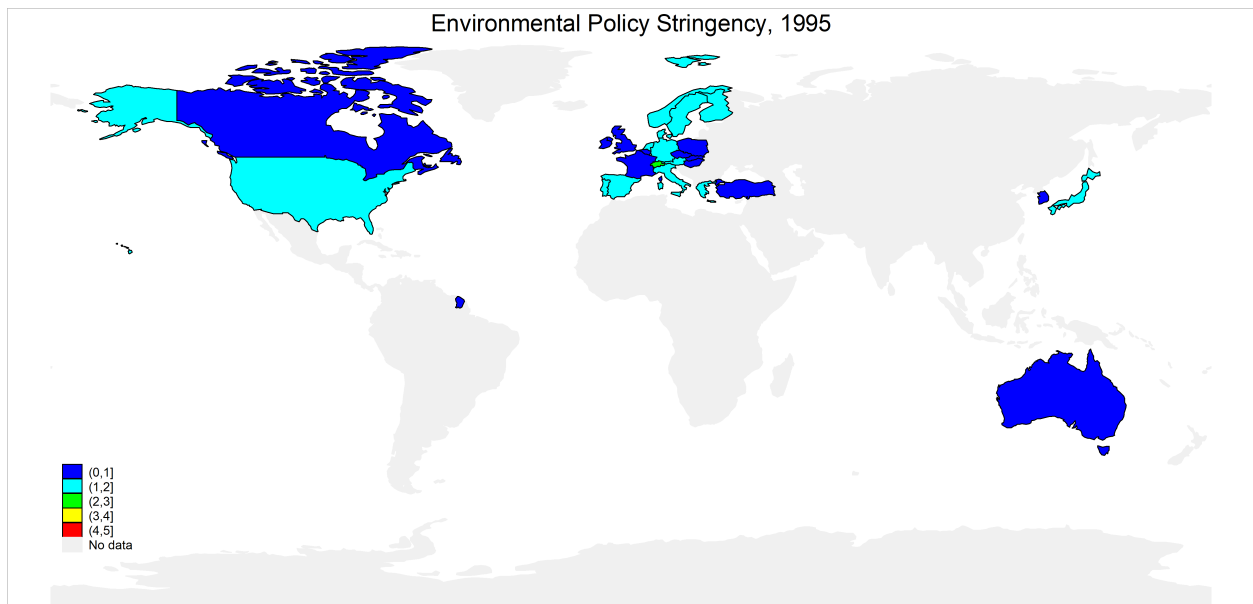 Environmental Policy Stringency, 1995
(0,1]
(1,2]
(2,3]
(3,4]
(4,5]
No data